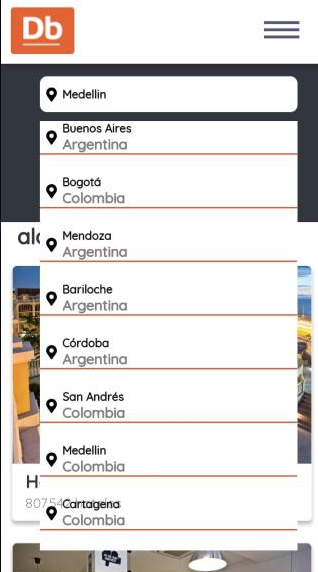 Db
Medellin
Buenos Aires
Argentina
Bogotá
Colombia
alo
Mendoza
Argentina
Bariloche
Argentina
Córdoba
Argentina
San Andrés
Colombia
Medellin
Colombia
H
Cartagena
Colombia